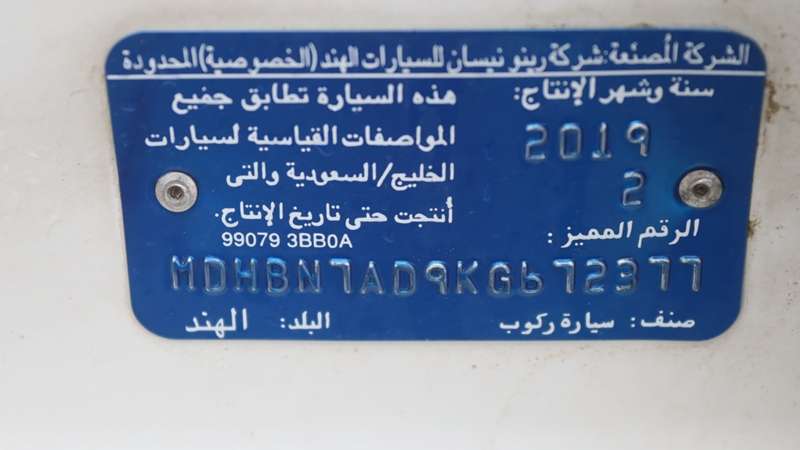 الشركة المصنعة: شركة رينو نيسان للسيارات الهند (الخصوصية) المحدودة
سنة وشهر الإنتاج:
2019
2
هذه السيارة تطابق جميع
المواصفات القياسية لسيارات
الخليج/السعودية والتى
أنتجت حتى تاريخ الإنتاج.
99079 3BB0A
الرقم المميز:
MDHBN7AD9KG672377
صنف: سيارة ركوب
البلد: الهند